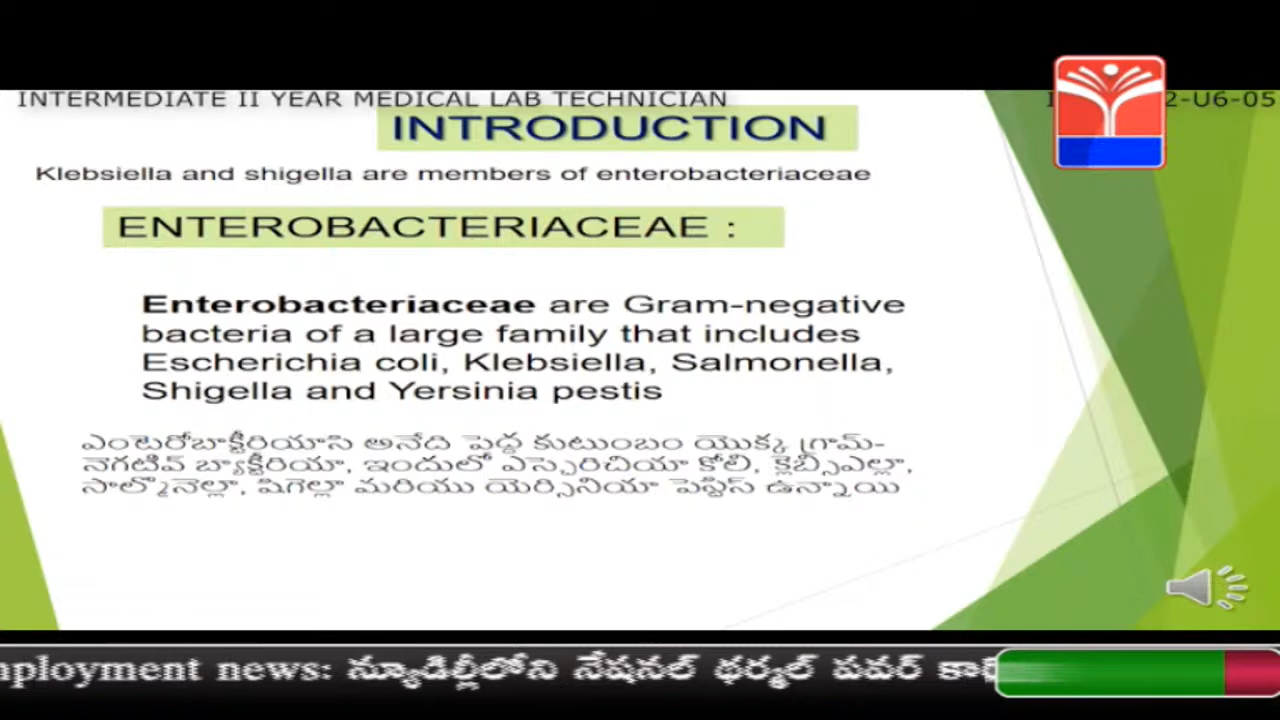 INTERMEDIATE II YEAR MEDICAL LAB TECHNICIAN 2-U6-05
INTRODUCTION
Klebsiella and shigella are members of enterobacteriaceae
ENTEROBACTERIACEAE :
Enterobacteriaceae are Gram-negative
bacteria of a large family that includes
Escherichia coli, Klebsiella, Salmonella,
Shigella and Yersinia pestis
ఎంటెరోబాక్టీరియాసి అనేది పెద్ద కుటుంబం యొక్క గ్రామ్-
నెగటివ్ బ్యాక్టీరియా, ఇందులో ఎస్చెరిచియా కోలి, క్లెబ్సిఎల్లా,
సాల్మొనెల్లా, షిగెల్లా మరియు యెర్సినియా పెస్టిస్ ఉన్నాయి
mployment news: న్యూడిల్లీలోని నేషనల్ థర్మల్ పవర్